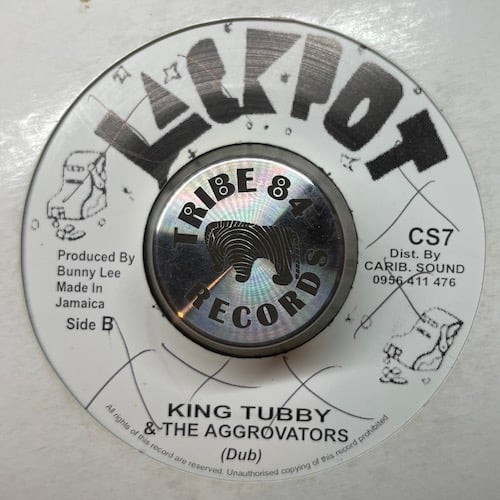 JACKPOT
TRIBE 84
RECORDS
Produced By
Bunny Lee
Made In
Jamaica
Side B
CS7
Dist. By
CARIB. SOUND
0956 411 476
KING TUBBY
& THE AGGROVATORS
(Dub)
All rights of this record are reserved. Unauthorised copying of this record prohibited